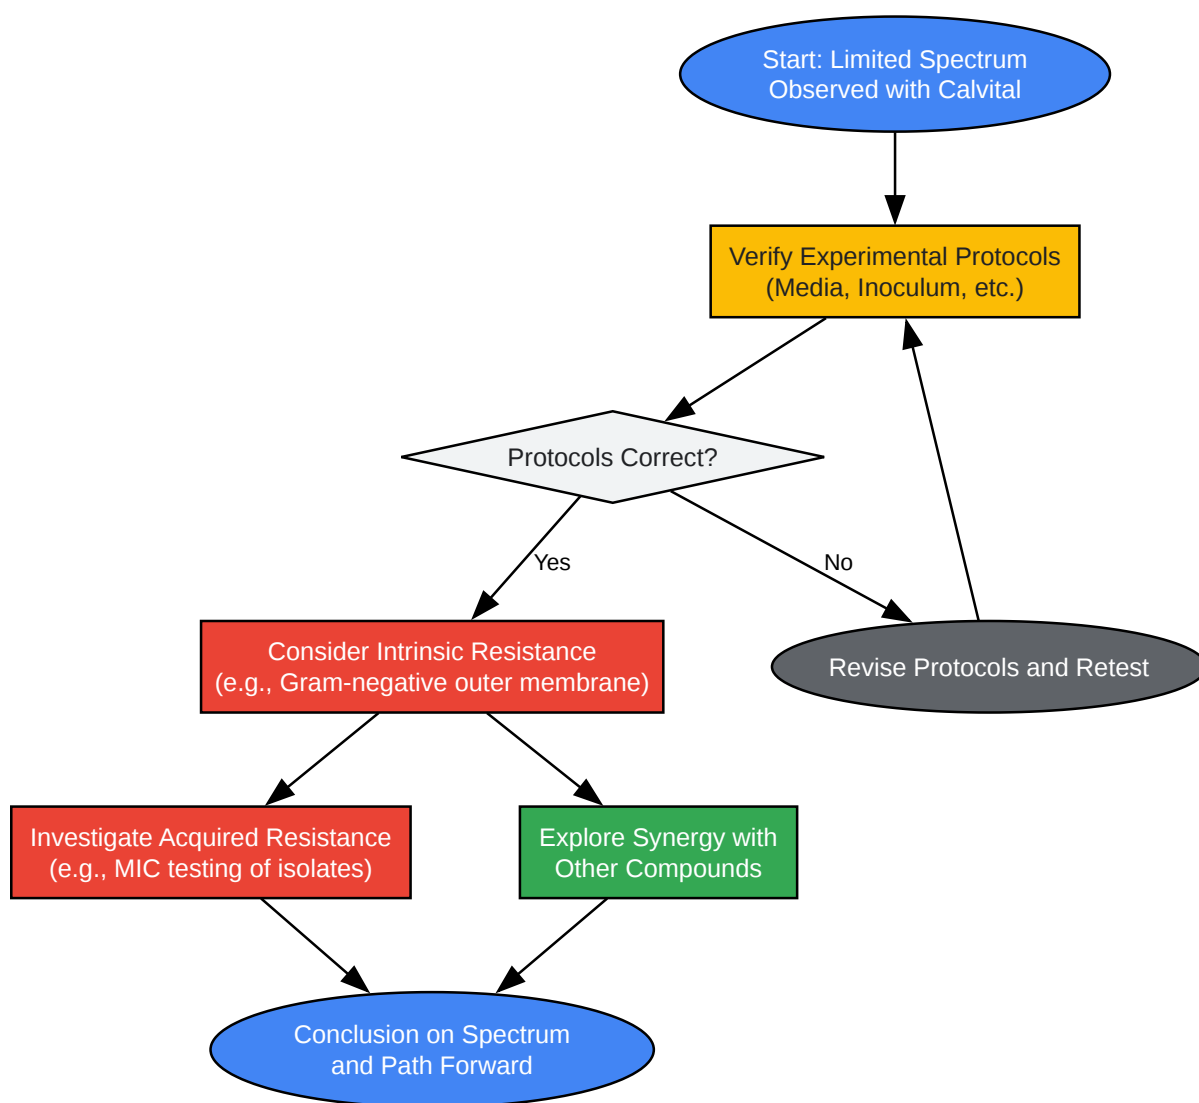 Start: Limited Spectrum
Observed with Calvital
Verify Experimental Protocols
(Media, Inoculum, etc.)
Protocols Correct?
Yes
No
Consider Intrinsic Resistance
(e.g., Gram-negative outer membrane)
Revise Protocols and Retest
Investigate Acquired Resistance
(e.g., MIC testing of isolates)
Explore Synergy with
Other Compounds
Conclusion on Spectrum
and Path Forward